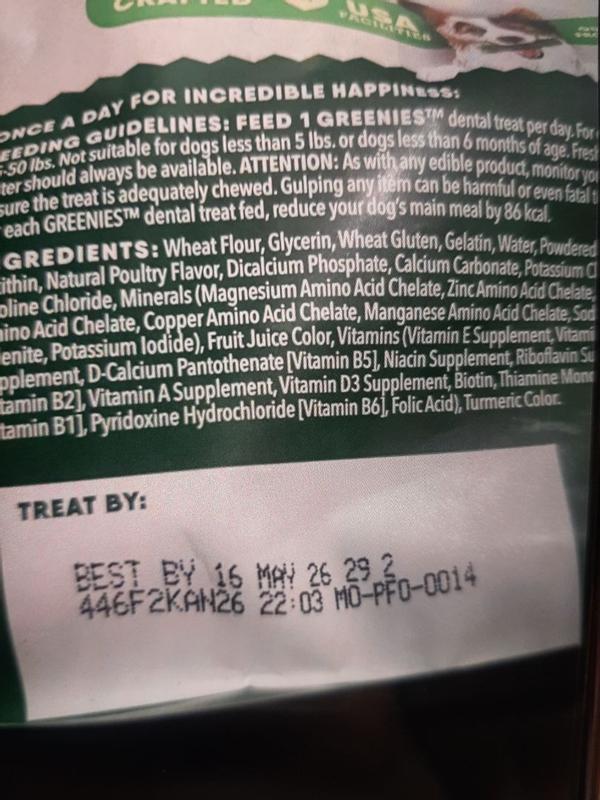 USA
FACILITIES
ONCE A DAY FOR INCREDIBLE HAPPINESS:
EEDING GUIDELINES: FEED 1 GREENIES™ dental treat per day. For
-50 lbs. Not suitable for dogs less than 5 lbs. or dogs less than 6 months of age. Fresh
ter should always be available. ATTENTION: As with any edible product, monitor you
sure the treat is adequately chewed. Gulping any item can be harmful or even fatal
each GREENIES™ dental treat fed, reduce your dog's main meal by 86 kcal.
GREDIENTS: Wheat Flour, Glycerin, Wheat Gluten, Gelatin, Water, Powdered
ithin, Natural Poultry Flavor, Dicalcium Phosphate, Calcium Carbonate, Potassium C
oline Chloride, Minerals (Magnesium Amino Acid Chelate, Zinc Amino Acid Chelate,
ino Acid Chelate, Copper Amino Acid Chelate, Manganese Amino Acid Chelate, Sod
enite, Potassium Iodide), Fruit Juice Color, Vitamins (Vitamin E Supplement, Vitami
pplement, D-Calcium Pantothenate [Vitamin B5], Niacin Supplement, Riboflavin Su
tamin B2], Vitamin A Supplement, Vitamin D3 Supplement, Biotin, Thiamine Mono
tamin B1], Pyridoxine Hydrochloride [Vitamin B6], Folic Acid), Turmeric Color.
TREAT BY:
BEST BY 16 MAY 26 29 2
446F2KAN26 22:03 MO-PFO-0014